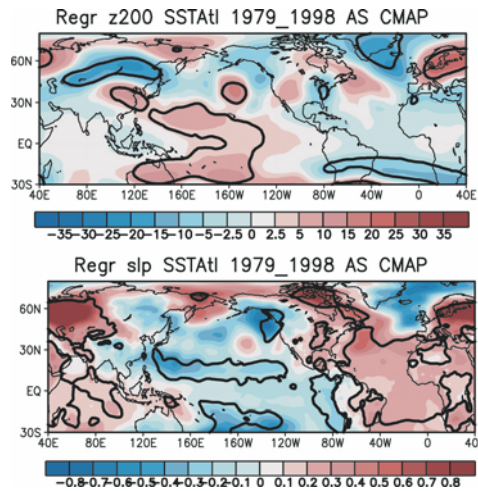 Regr z200 SSTAtl 1979_1998 AS CMAP
60N
30N
EQ
30S
40E 80E 120E 160E 160W 120W 80W 40W 0 40E
-35-30-25-20-15-10 -5-2.5 0 2.5 5 10 15 20 25 30 35
Regr slp SSTAtl 1979_1998 AS CMAP
60N
30N
EQ
30S
40E 80E 120E 160E 160W 120W 80W 40W 0 40E
-0.8-0.7-0.6-0.5-0.4-0.3-0.2-0.1 0 0.1 0.2 0.3 0.4 0.5 0.6 0.7 0.8